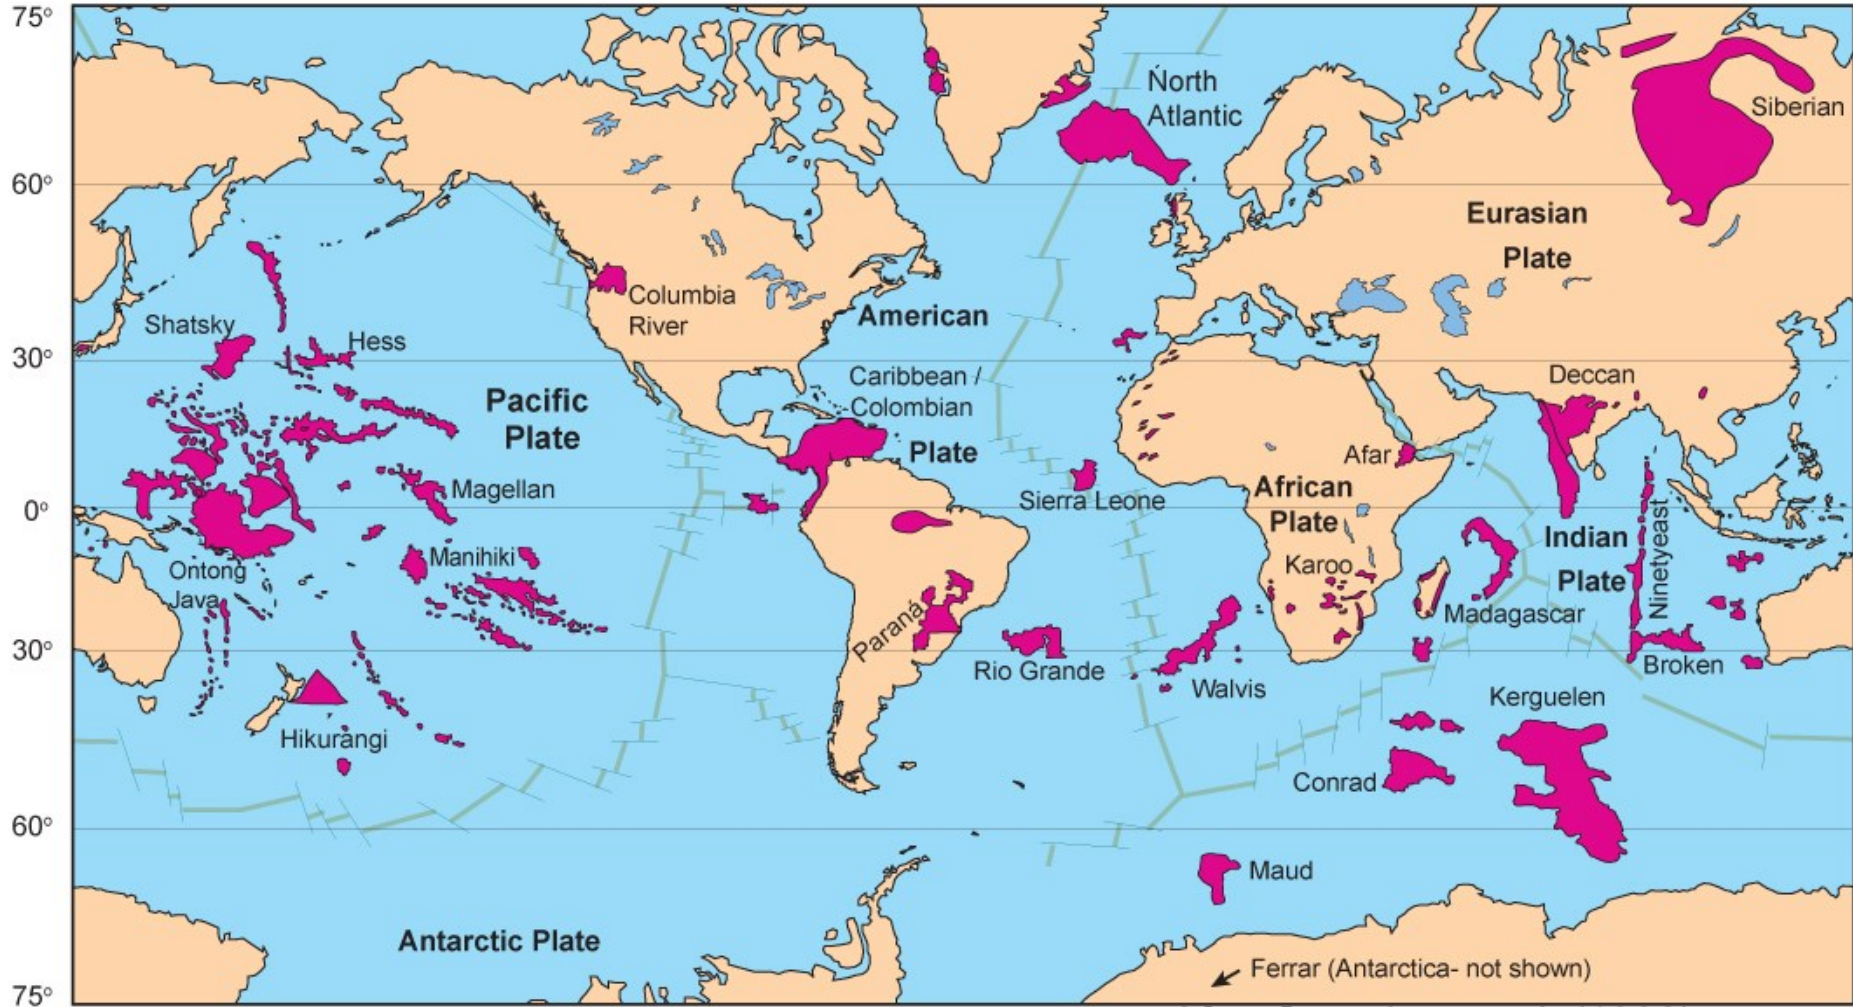 75°
North
Atlantic
Siberian
60°
Eurasian
Plate
Columbia
River
American
Shatsky
Hess
30°
Caribbean /
Colombian
Deccan
Pacific
Plate
Plate
Afar
Magellan
Sierra Leone
African
Plate
0°
Indian
Plate
Ninetyeast
Manihiki
Ontong
Java
Karoo
Madagascar
Paraná
30°
Rio Grande
Walvis
Broken
Kerguelen
Hikurangi
Conrad
60°
Maud
Antarctic Plate
Ferrar (Antarctica- not shown)
75°